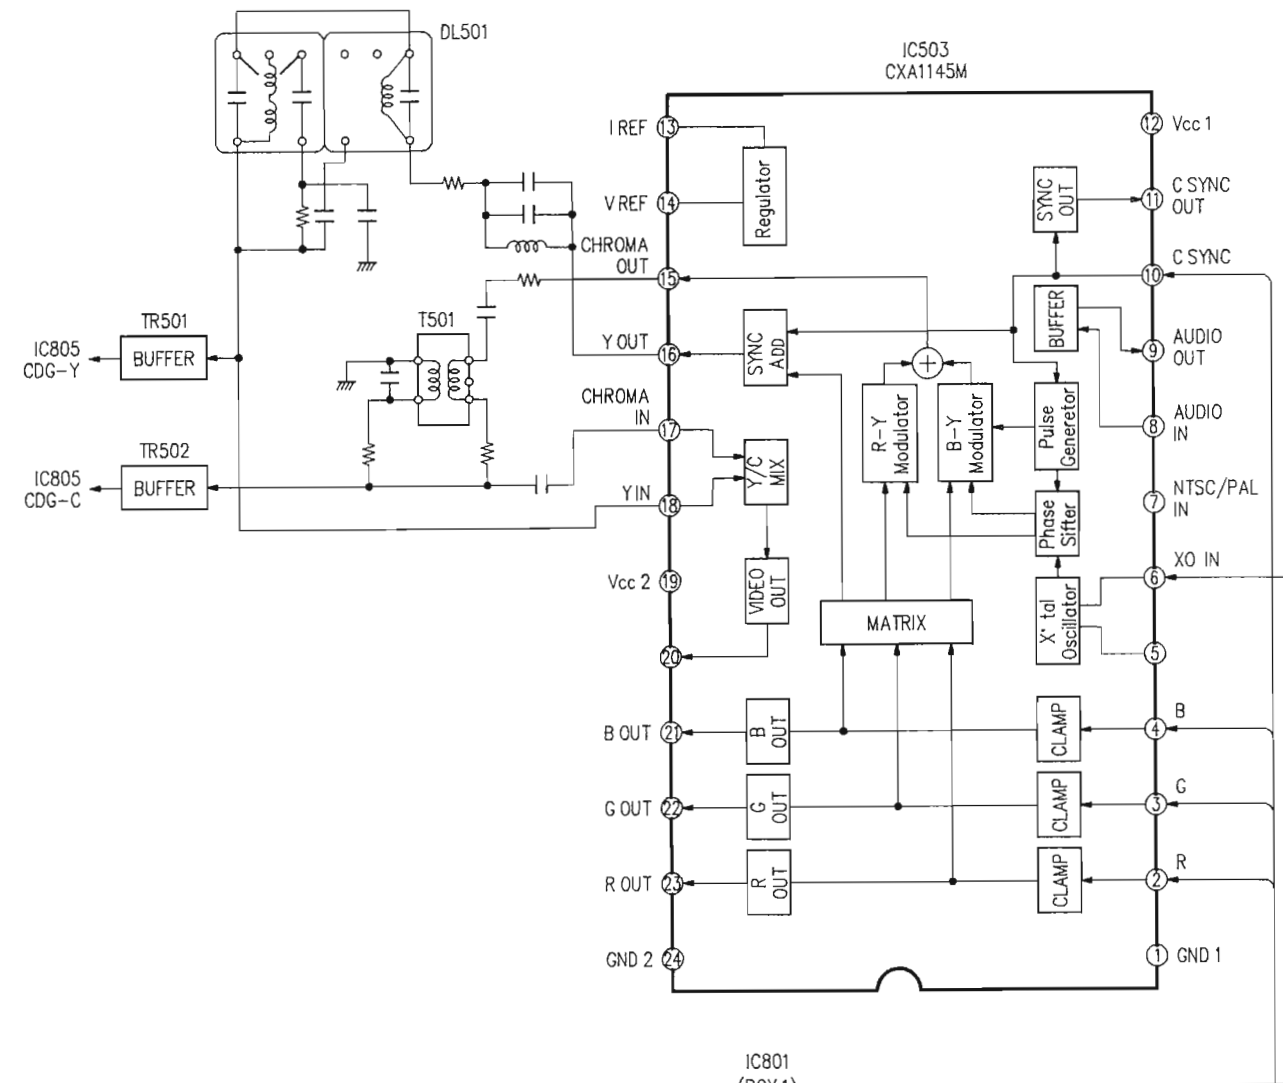 DL501
IC503
CXA1145M
I REF
13
12
Vcc 1
V REF
14
Regulator
SYNC OUT
11
C SYNC OUT
CHROMA OUT
15
10
C SYNC
TR501
BUFFER
IC805
CDG-Y
T501
Y OUT
16
SYNC ADD
+
BUFFER
9
AUDIO OUT
CHROMA IN
17
R-Y Modulator
B-Y Modulator
Pulse Generetor
8
AUDIO IN
TR502
BUFFER
IC805
CDG-C
Y/C MIX
Y IN
18
Phase Sifter
7
NTSC/PAL IN
Vcc 2
19
VIDEO OUT
X' tal Oscillator
6
XO IN
MATRIX
20
5
B OUT
21
B OUT
CLAMP
4
B
G OUT
22
G OUT
CLAMP
3
G
R OUT
23
R OUT
CLAMP
2
R
GND 2
24
1
GND 1
IC801